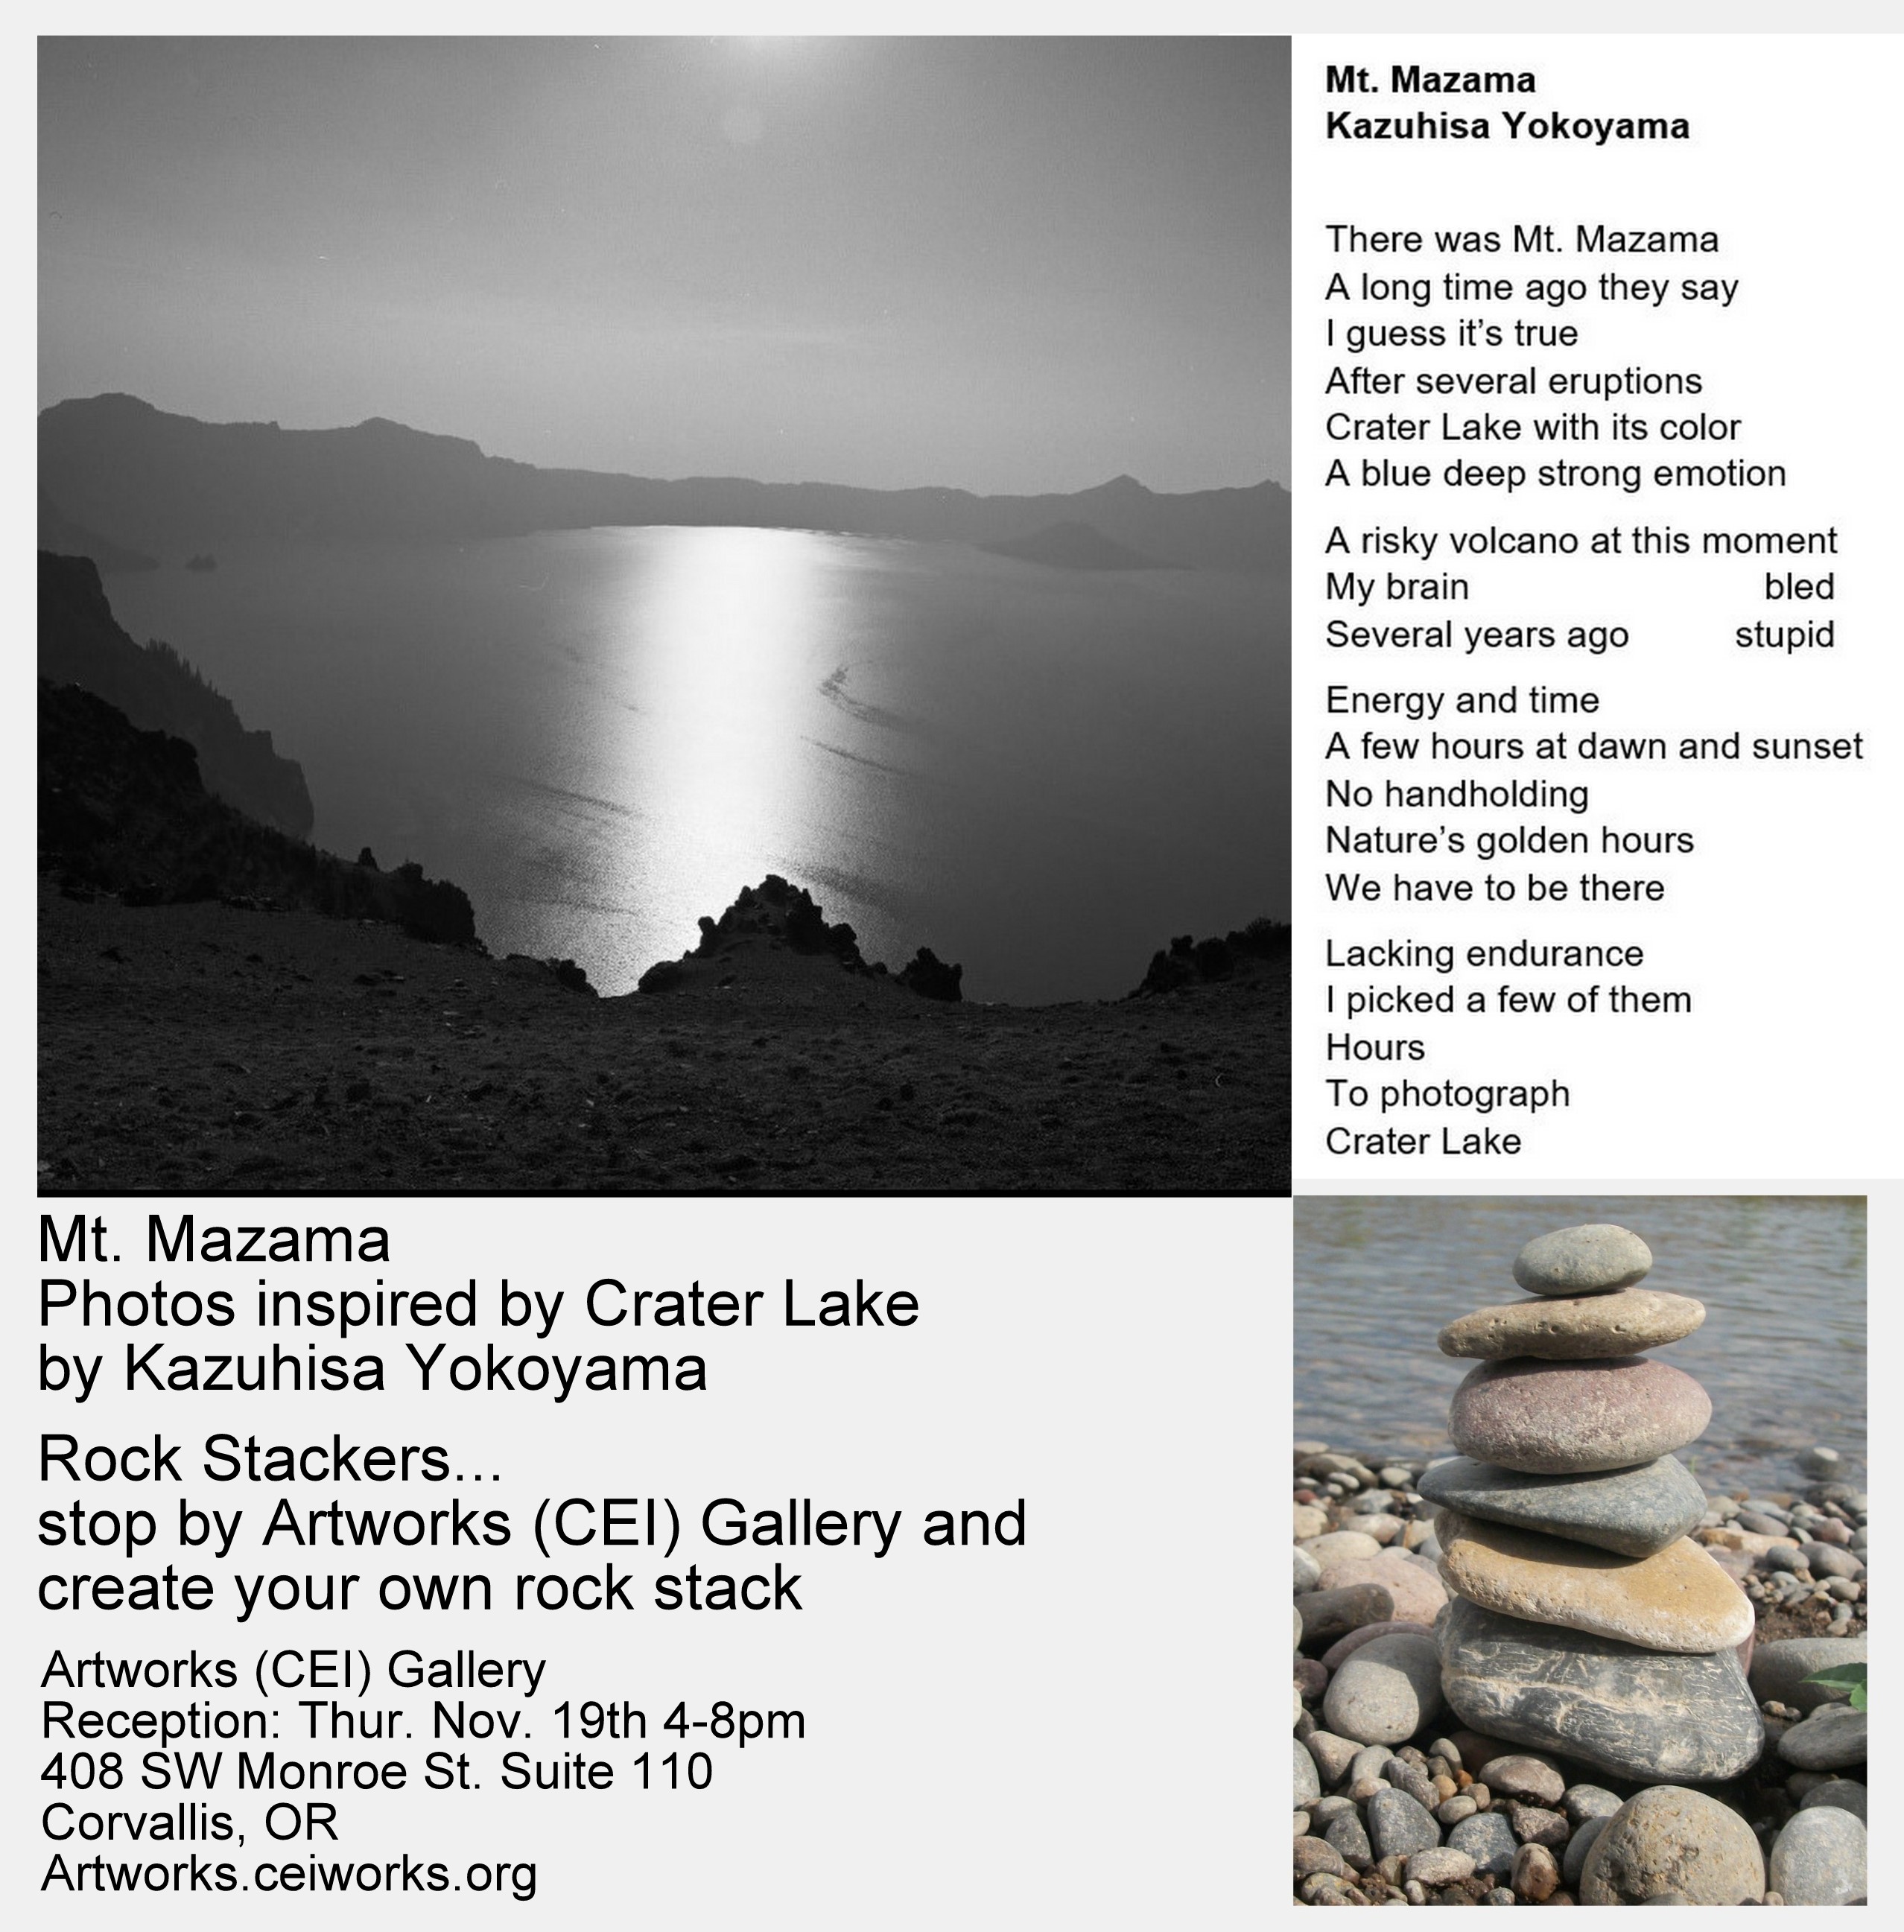 Mt. Mazama
Kazuhisa Yokoyama
There was Mt. Mazama
A long time ago they say
I guess it’s true
After several eruptions
Crater Lake with its color
A blue deep strong emotion
A risky volcano at this moment
My brain bled
Several years ago stupid
Energy and time
A few hours at dawn and sunset
No handholding
Nature’s golden hours
We have to be there
Lacking endurance
I picked a few of them
Hours
To photograph
Crater Lake
Mt. Mazama
Photos inspired by Crater Lake
by Kazuhisa Yokoyama
Rock Stackers...
stop by Artworks (CEI) Gallery and
create your own rock stack
Artworks (CEI) Gallery
Reception: Thur. Nov. 19th 4-8pm
408 SW Monroe St. Suite 110
Corvallis, OR
Artworks.ceiworks.org